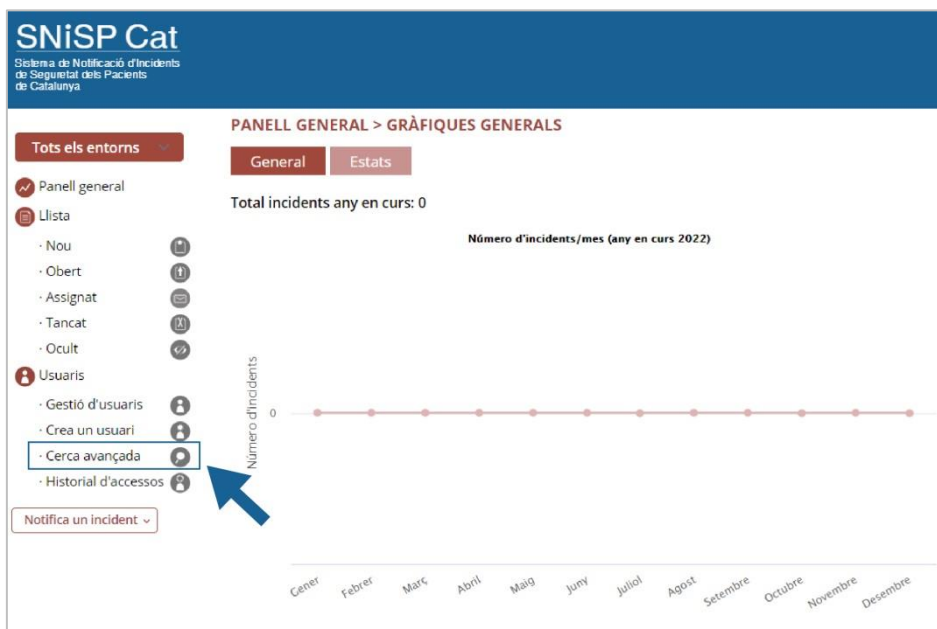 SNiSP Cat
Sistema de Notificació d'Incidents
de Seguretat dels Pacients
de Catalunya
Tots els entorns
Panell general
Llista
· Nou
· Obert
· Assignat
· Tancat
· Ocult
Usuaris
· Gestió d'usuaris
· Crea un usuari
· Cerca avançada
· Historial d'accessos
Notifica un incident
PANELL GENERAL > GRÀFIQUES GENERALS
General Estats
Total incidents any en curs: 0
Número d'incidents/mes (any en curs 2022)
Número d'incidents
0
Gener Febrer Març Abril Maig Juny Juliol Agost Setembre Octubre Novembre Desembre